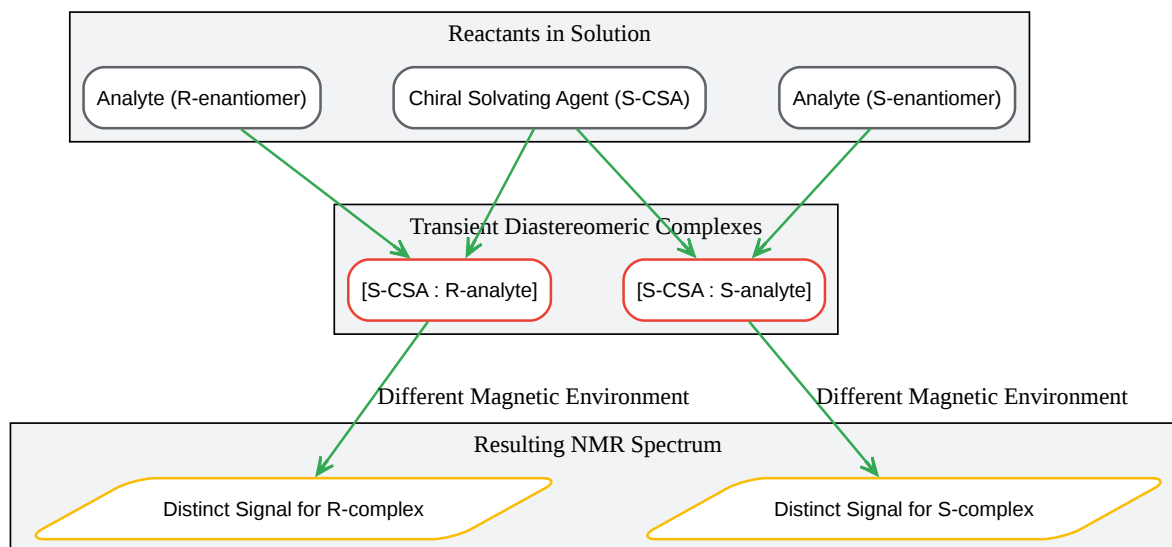 Reactants in Solution
Analyte (R-enantiomer)
Chiral Solvating Agent (S-CSA)
Analyte (S-enantiomer)
Transient Diastereomeric Complexes
[S-CSA : R-analyte]
[S-CSA : S-analyte]
Different Magnetic Environment
Different Magnetic Environment
Resulting NMR Spectrum
Distinct Signal for R-complex
Distinct Signal for S-complex